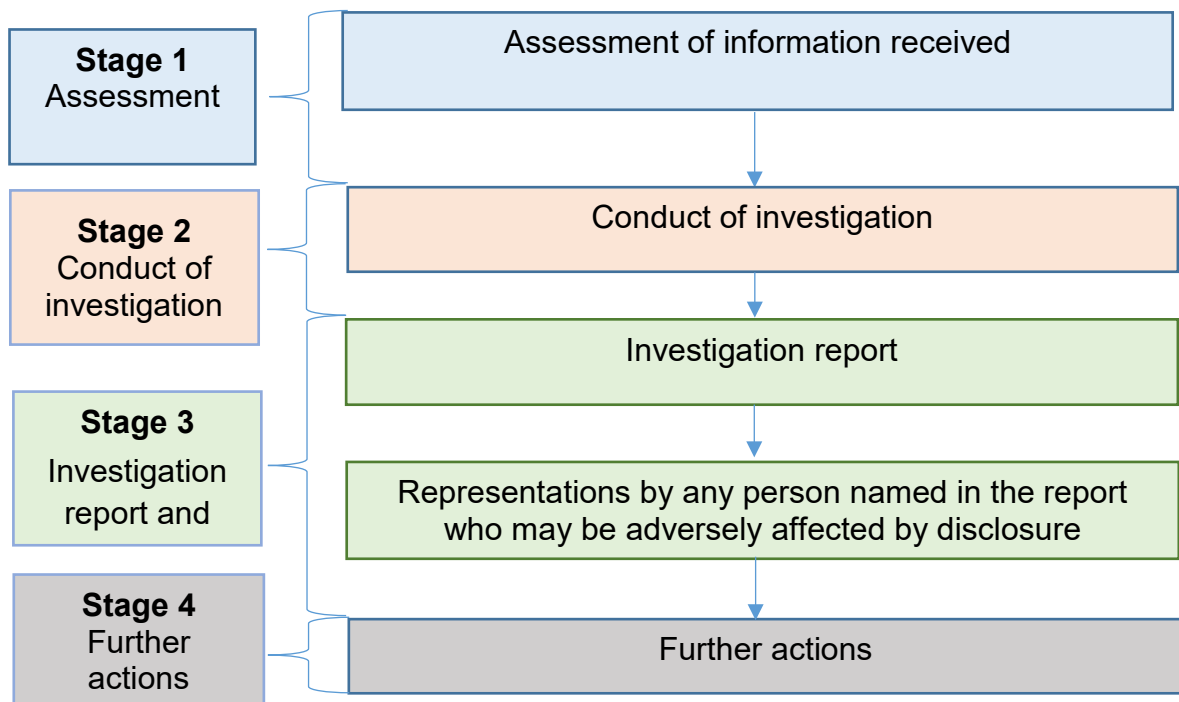 Stage 1
Assessment
Assessment of information received
Stage 2
Conduct of
investigation
Conduct of investigation
Stage 3
Investigation
report and
Investigation report
Representations by any person named in the report
who may be adversely affected by disclosure
Stage 4
Further
actions
Further actions